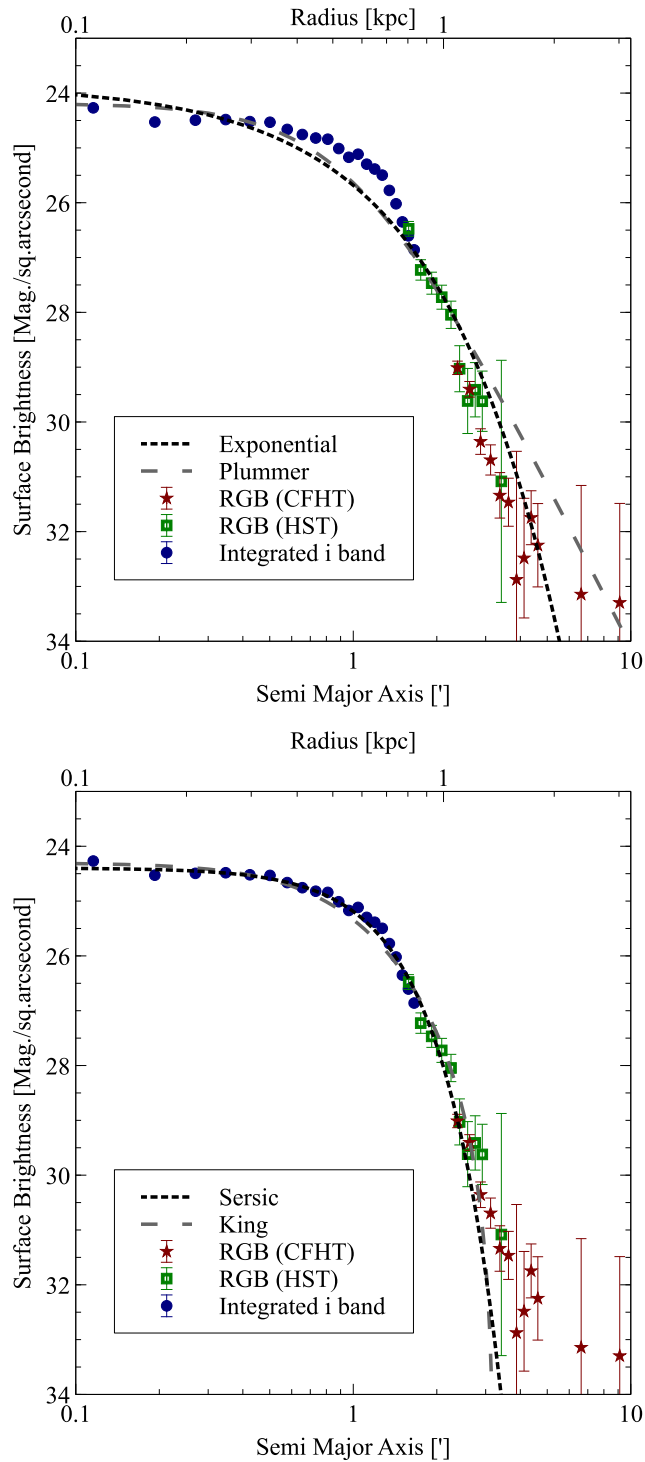 Radius [kpc]
0.1 1
24
26
28
30
32
34
Surface Brightness [Mag./sq.arcsecond]
Exponential
Plummer
RGB (CFHT)
RGB (HST)
Integrated i band
0.1 1 10
Semi Major Axis [']
Radius [kpc]
0.1 1
24
26
28
30
32
34
Surface Brightness [Mag./sq.arcsecond]
Sersic
King
RGB (CFHT)
RGB (HST)
Integrated i band
0.1 1 10
Semi Major Axis [']